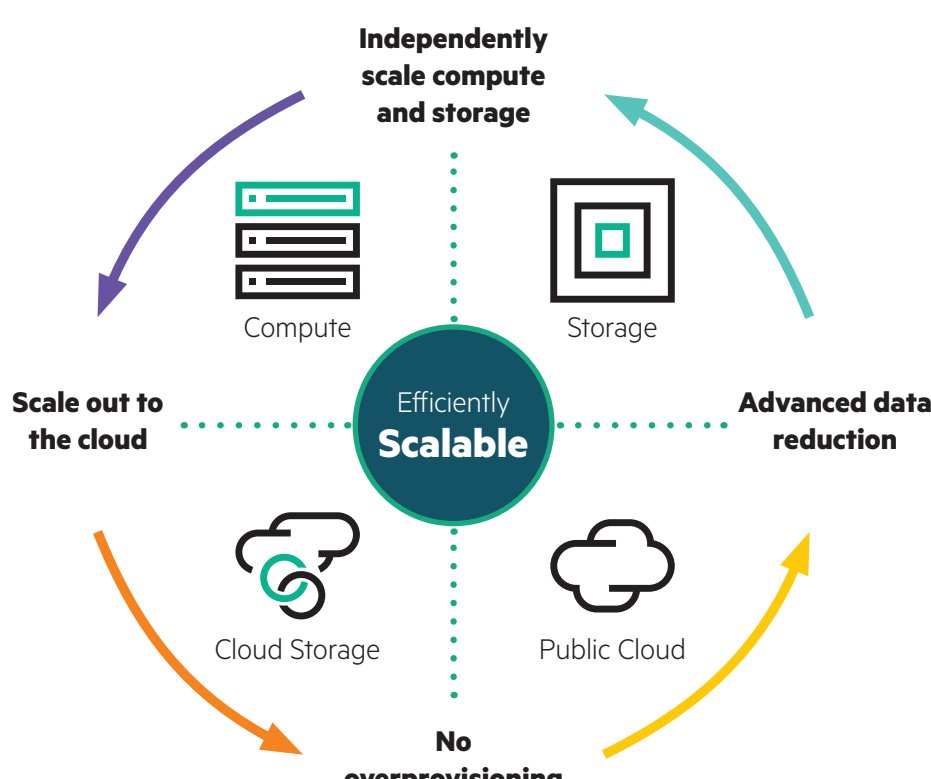 Independently
scale compute
and storage
Compute
Storage
Scale out to
the cloud
Efficiently
Scalable
Advanced data
reduction
Cloud Storage
Public Cloud
No
overprovisioning